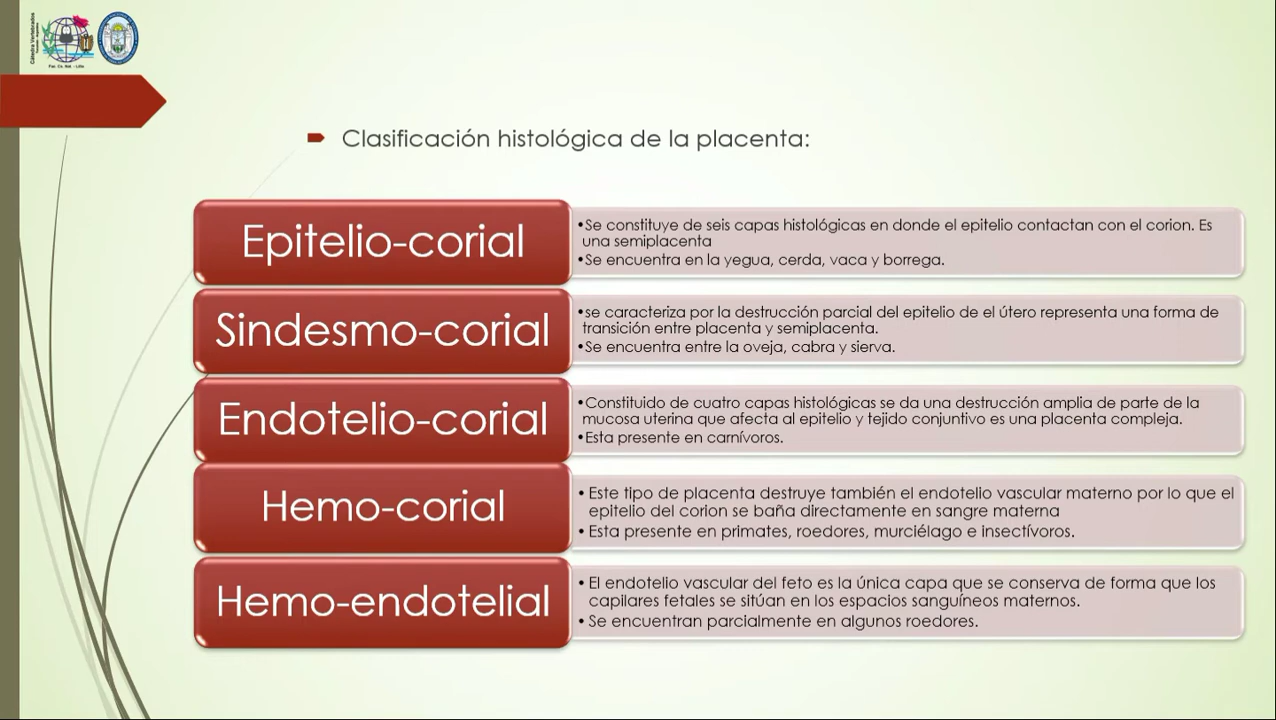 Cátedra Vertebrados
Fac. Cs. Nat. - Lillo
Clasificación histológica de la placenta:
Epitelio-corial
•Se constituye de seis capas histológicas en donde el epitelio contactan con el corion. Es
una semiplacenta
•Se encuentra en la yegua, cerda, vaca y borrega.
Sindesmo-corial
•se caracteriza por la destrucción parcial del epitelio de el útero representa una forma de
transición entre placenta y semiplacenta.
•Se encuentra entre la oveja, cabra y sierva.
Endotelio-corial
•Constituido de cuatro capas histológicas se da una destrucción amplia de parte de la
mucosa uterina que afecta al epitelio y tejido conjuntivo es una placenta compleja.
•Esta presente en carnívoros.
Hemo-corial
• Este tipo de placenta destruye también el endotelio vascular materno por lo que el
epitelio del corion se baña directamente en sangre materna
• Esta presente en primates, roedores, murciélago e insectívoros.
Hemo-endotelial
• El endotelio vascular del feto es la única capa que se conserva de forma que los
capilares fetales se sitúan en los espacios sanguíneos maternos.
• Se encuentran parcialmente en algunos roedores.